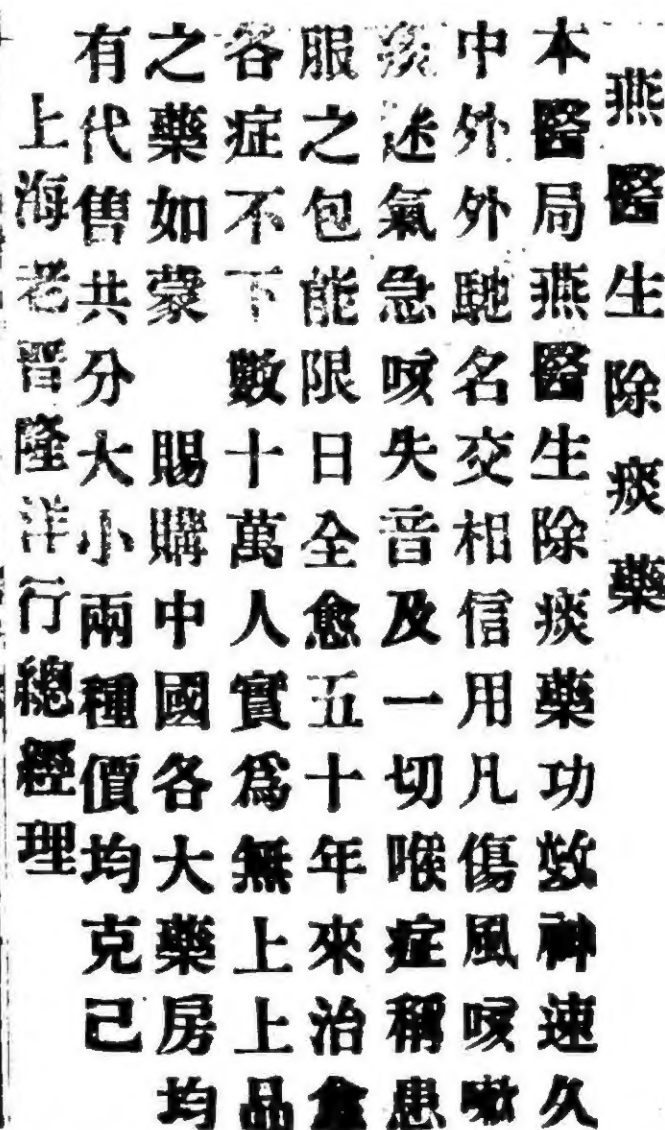 燕醫生除痰藥
本醫局燕醫生除痰藥功效神速久
中外外馳名交相信用凡傷風咳嗽
痰迷氣急咳失音及一切喉症稱患
服之包能限日全愈五十年來治愈
各症不下數十萬人實爲無上上品
之藥如蒙　賜購中國各大藥房均
有代售共分大小兩種價均克己
上海老晋隆洋行總經理